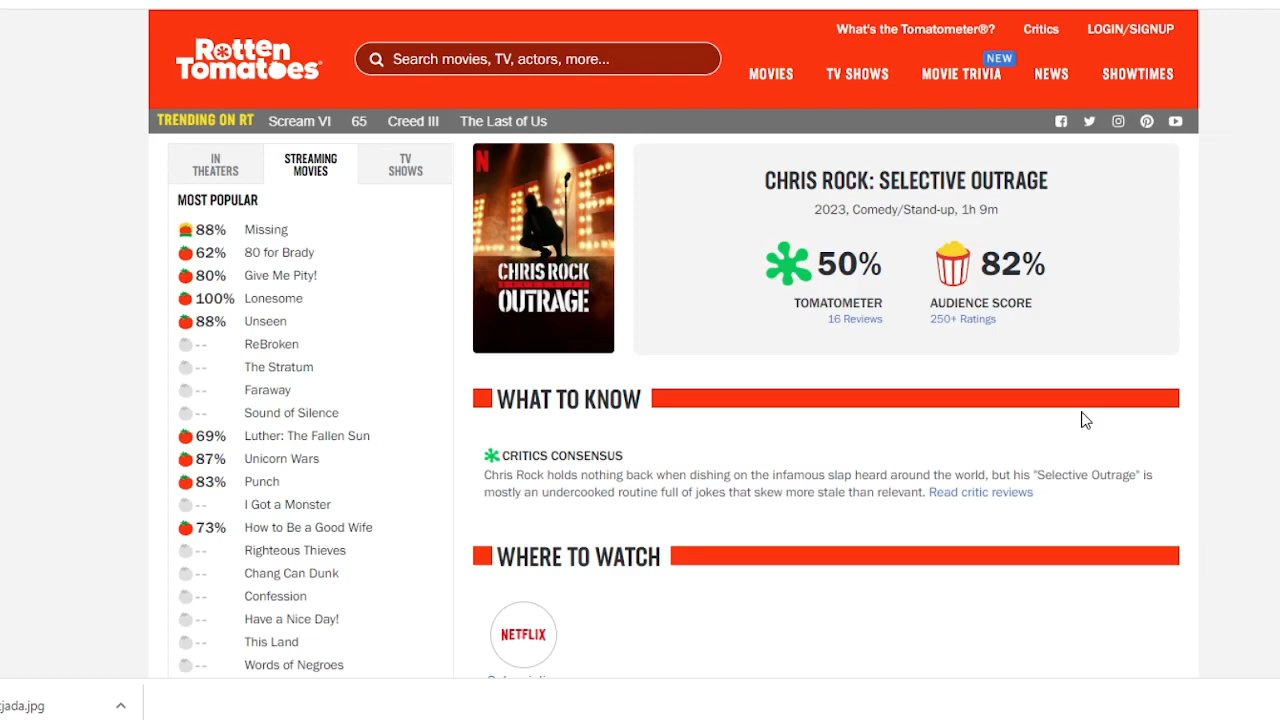 What's the Tomatometer®?
Critics
LOGIN/SIGNUP
Rotten
Tomatoes
Search movies, TV, actors, more...
NEW
MOVIES
TV SHOWS
MOVIE TRIVIA
NEWS
SHOWTIMES
TRENDING ON RT
Scream VI
65
Creed III
The Last of Us
IN
THEATERS
STREAMING
MOVIES
TV
SHOWS
MOST POPULAR
88% Missing
62% 80 for Brady
80% Give Me Pity!
100% Lonesome
88% Unseen
-- ReBroken
-- The Stratum
-- Faraway
-- Sound of Silence
69% Luther: The Fallen Sun
87% Unicorn Wars
83% Punch
-- I Got a Monster
73% How to Be a Good Wife
-- Righteous Thieves
-- Chang Can Dunk
-- Confession
-- Have a Nice Day!
-- This Land
-- Words of Negroes
N
LIVE
CHRIS ROCK
SELECTIVE
OUTRAGE
CHRIS ROCK: SELECTIVE OUTRAGE
2023, Comedy/Stand-up, 1h 9m
50%
TOMATOMETER
16 Reviews
82%
AUDIENCE SCORE
250+ Ratings
WHAT TO KNOW
CRITICS CONSENSUS
Chris Rock holds nothing back when dishing on the infamous slap heard around the world, but his "Selective Outrage" is
mostly an undercooked routine full of jokes that skew more stale than relevant. Read critic reviews
WHERE TO WATCH
NETFLIX
jada.jpg